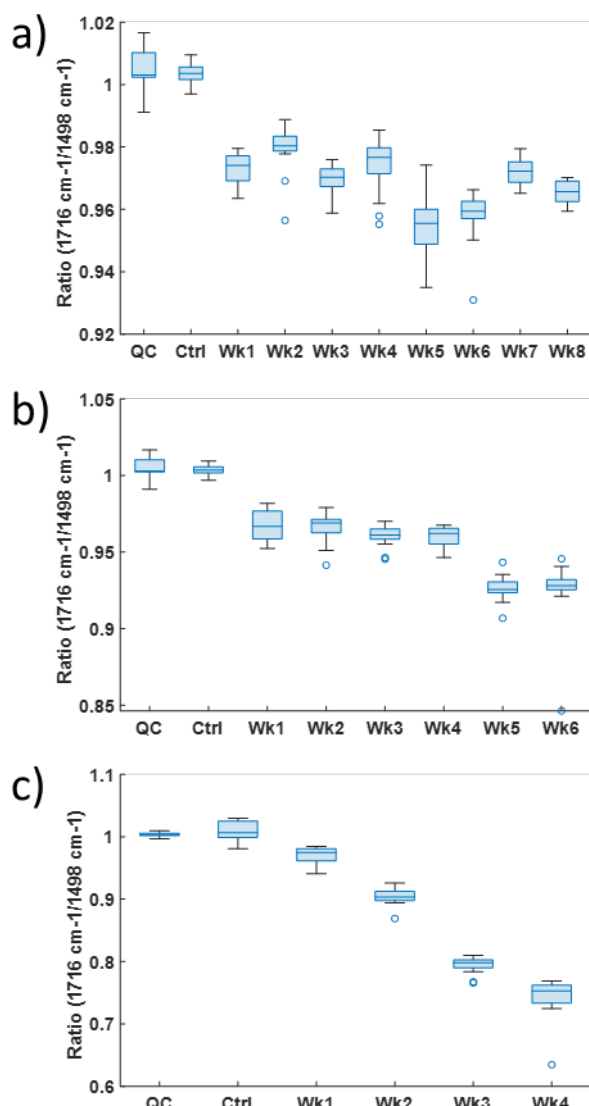 a)
Ratio (1716 cm-1/1498 cm-1)
1.02
1
0.98
0.96
0.94
0.92
QC Ctrl Wk1 Wk2 Wk3 Wk4 Wk5 Wk6 Wk7 Wk8
b)
Ratio (1716 cm-1/1498 cm-1)
1.05
1
0.95
0.9
0.85
QC Ctrl Wk1 Wk2 Wk3 Wk4 Wk5 Wk6
c)
Ratio (1716 cm-1/1498 cm-1)
1.1
1
0.9
0.8
0.7
0.6
QC Ctrl Wk1 Wk2 Wk3 Wk4